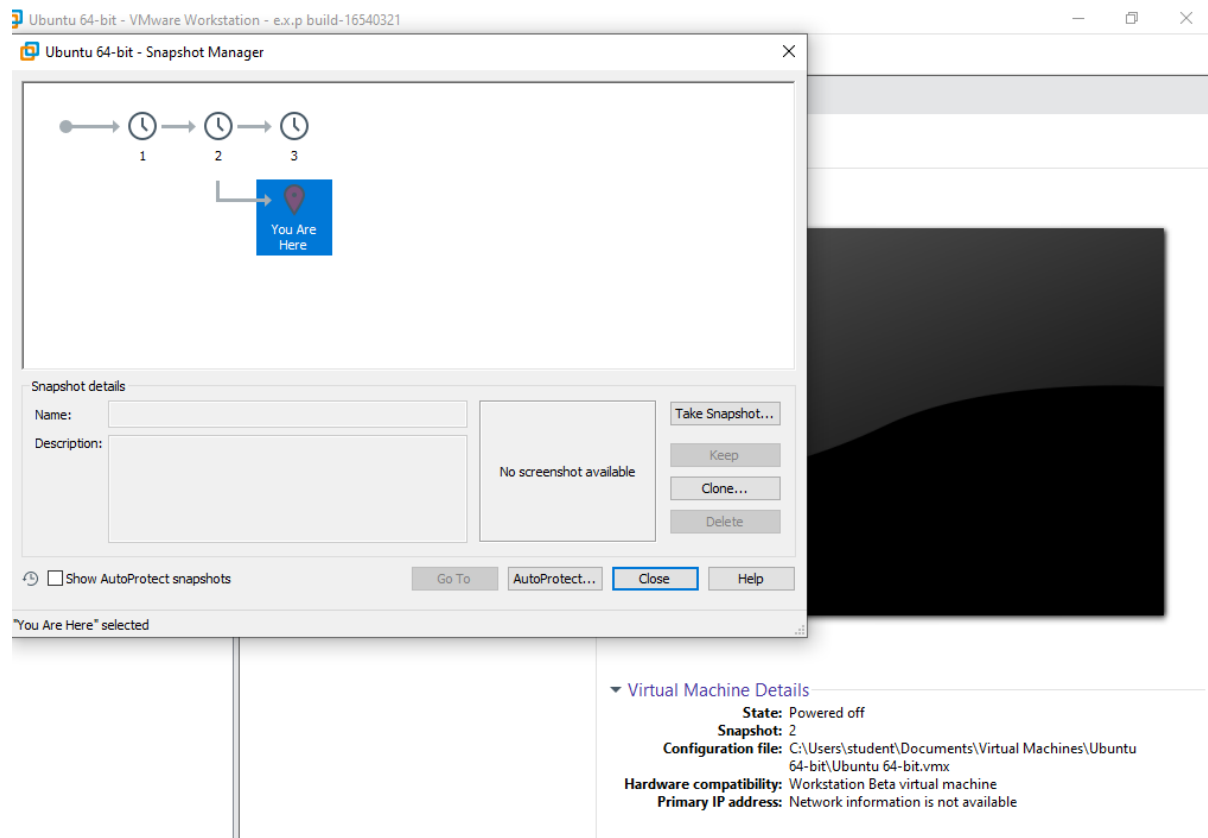 Ubuntu 64-bit - VMware Workstation - e.x.p build-16540321
Ubuntu 64-bit - Snapshot Manager
1
2
3
You Are
Here
Snapshot details
Name:
Take Snapshot...
Description:
Keep
No screenshot available
Clone...
Delete
Show AutoProtect snapshots
Go To
AutoProtect...
Close
Help
"You Are Here" selected
Virtual Machine Details
State: Powered off
Snapshot: 2
Configuration file: C:\Users\student\Documents\Virtual Machines\Ubuntu
64-bit\Ubuntu 64-bit.vmx
Hardware compatibility: Workstation Beta virtual machine
Primary IP address: Network information is not available